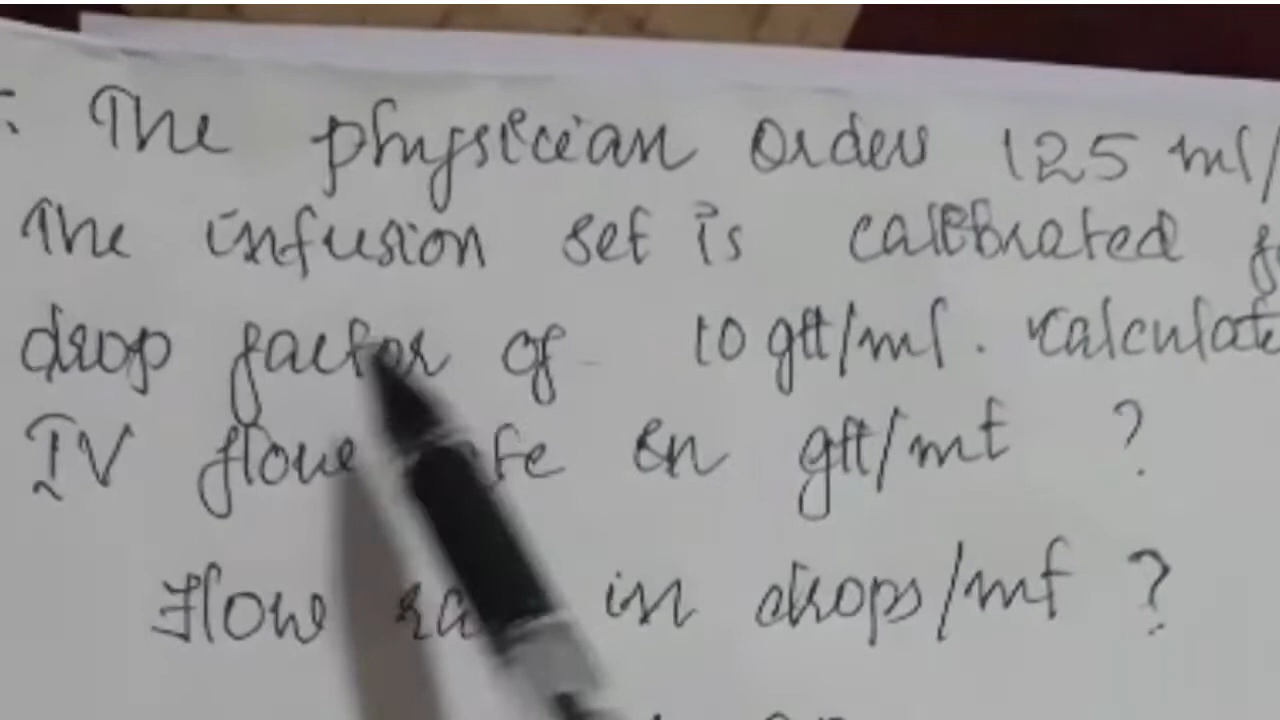 : The physician orders 125 ml/
The infusion set is calibrated
drop factor of 10 gtt/ml. Calculate
IV flow in gtt/mt ?
Flow in drops/mt ?